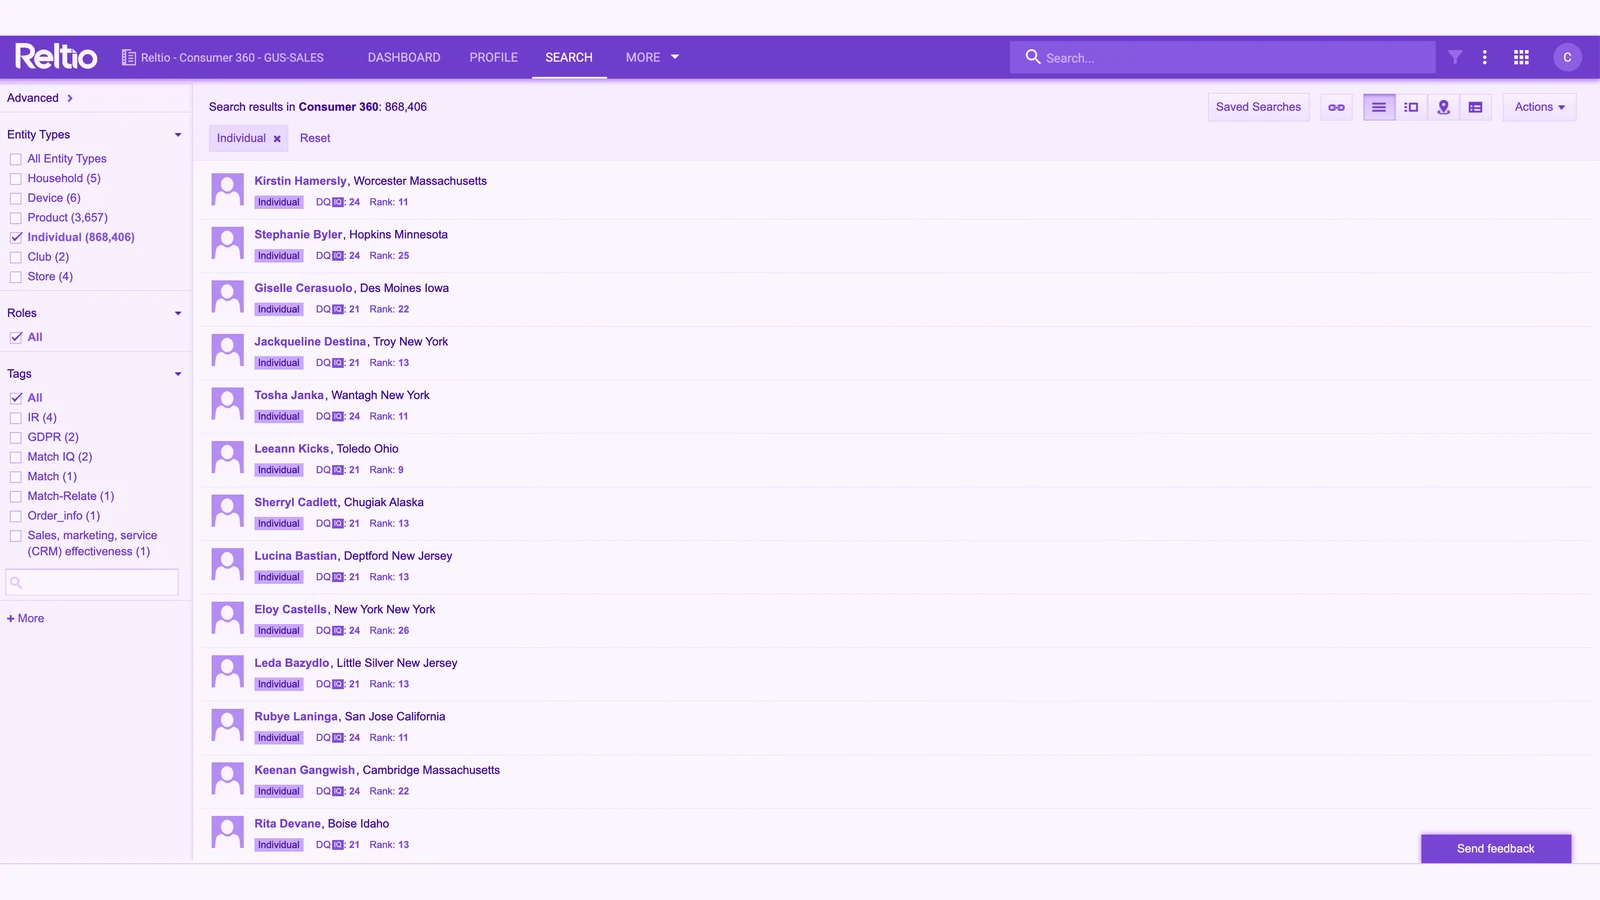 Reltio
Reltio - Consumer 360 - GUS-SALES
DASHBOARD
PROFILE
SEARCH
MORE
Search...
C
Advanced
Entity Types
All Entity Types
Household (5)
Device (6)
Product (3,657)
Individual (868,406)
Club (2)
Store (4)
Roles
All
Tags
All
IR (4)
GDPR (2)
Match IQ (2)
Match (1)
Match-Relate (1)
Order_info (1)
Sales, marketing, service
(CRM) effectiveness (1)
+ More
Search results in Consumer 360: 868,406
Saved Searches
Actions
Individual x
Reset
Kirstin Hamersly, Worcester Massachusetts
Individual DQ IQ: 24 Rank: 11
Stephanie Byler, Hopkins Minnesota
Individual DQ IQ: 24 Rank: 25
Giselle Cerasuolo, Des Moines Iowa
Individual DQ IQ: 21 Rank: 22
Jackqueline Destina, Troy New York
Individual DQ IQ: 21 Rank: 13
Tosha Janka, Wantagh New York
Individual DQ IQ: 24 Rank: 11
Leeann Kicks, Toledo Ohio
Individual DQ IQ: 21 Rank: 9
Sherryl Cadlett, Chugiak Alaska
Individual DQ IQ: 21 Rank: 13
Lucina Bastian, Deptford New Jersey
Individual DQ IQ: 21 Rank: 13
Eloy Castells, New York New York
Individual DQ IQ: 24 Rank: 26
Leda Bazydlo, Little Silver New Jersey
Individual DQ IQ: 21 Rank: 13
Rubye Laninga, San Jose California
Individual DQ IQ: 24 Rank: 11
Keenan Gangwish, Cambridge Massachusetts
Individual DQ IQ: 24 Rank: 22
Rita Devane, Boise Idaho
Individual DQ IQ: 21 Rank: 13
Send feedback